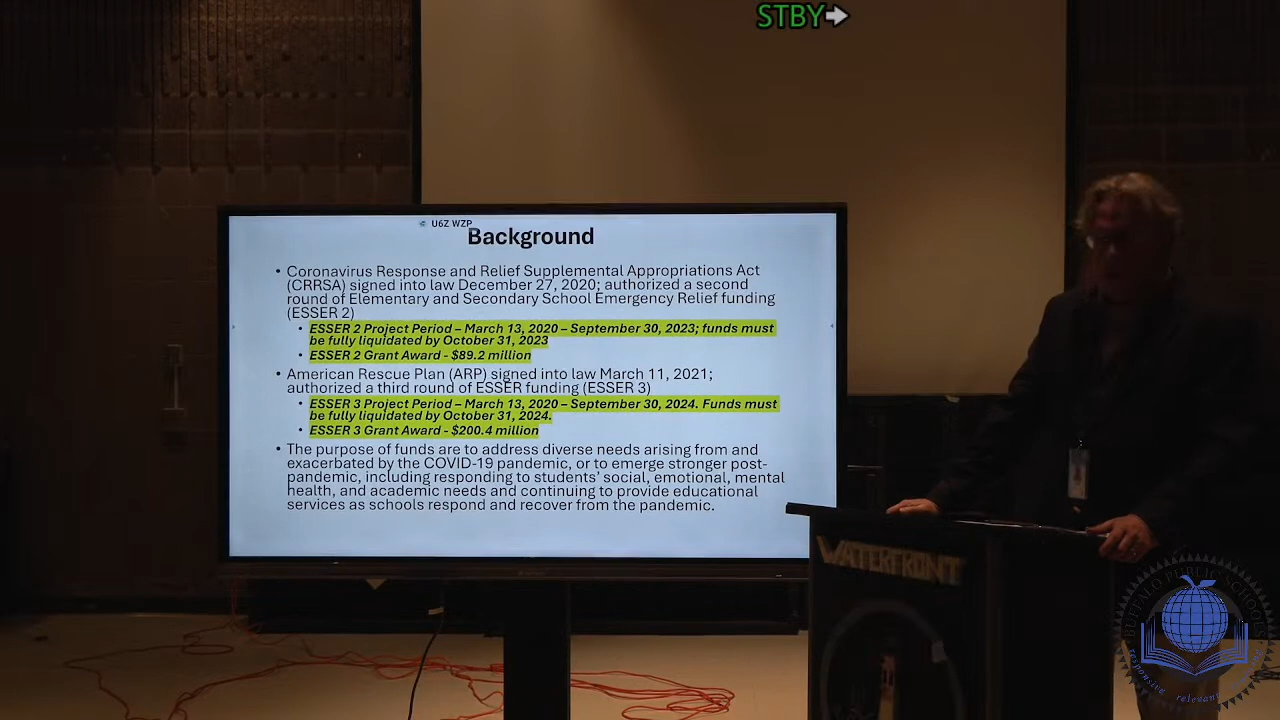 STBY
U6Z WZP
Background
• Coronavirus Response and Relief Supplemental Appropriations Act
(CRRSA) signed into law December 27, 2020; authorized a second
round of Elementary and Secondary School Emergency Relief funding
(ESSER 2)
• ESSER 2 Project Period – March 13, 2020 – September 30, 2023; funds must
be fully liquidated by October 31, 2023
• ESSER 2 Grant Award - $89.2 million
• American Rescue Plan (ARP) signed into law March 11, 2021;
authorized a third round of ESSER funding (ESSER 3)
• ESSER 3 Project Period – March 13, 2020 – September 30, 2024. Funds must
be fully liquidated by October 31, 2024.
• ESSER 3 Grant Award - $200.4 million
• The purpose of funds are to address diverse needs arising from and
exacerbated by the COVID-19 pandemic, or to emerge stronger post-
pandemic, including responding to students’ social, emotional, mental
health, and academic needs and continuing to provide educational
services as schools respond and recover from the pandemic.
WATERFRONT
BUFFALO PUBLIC SCHOOLS
relevant